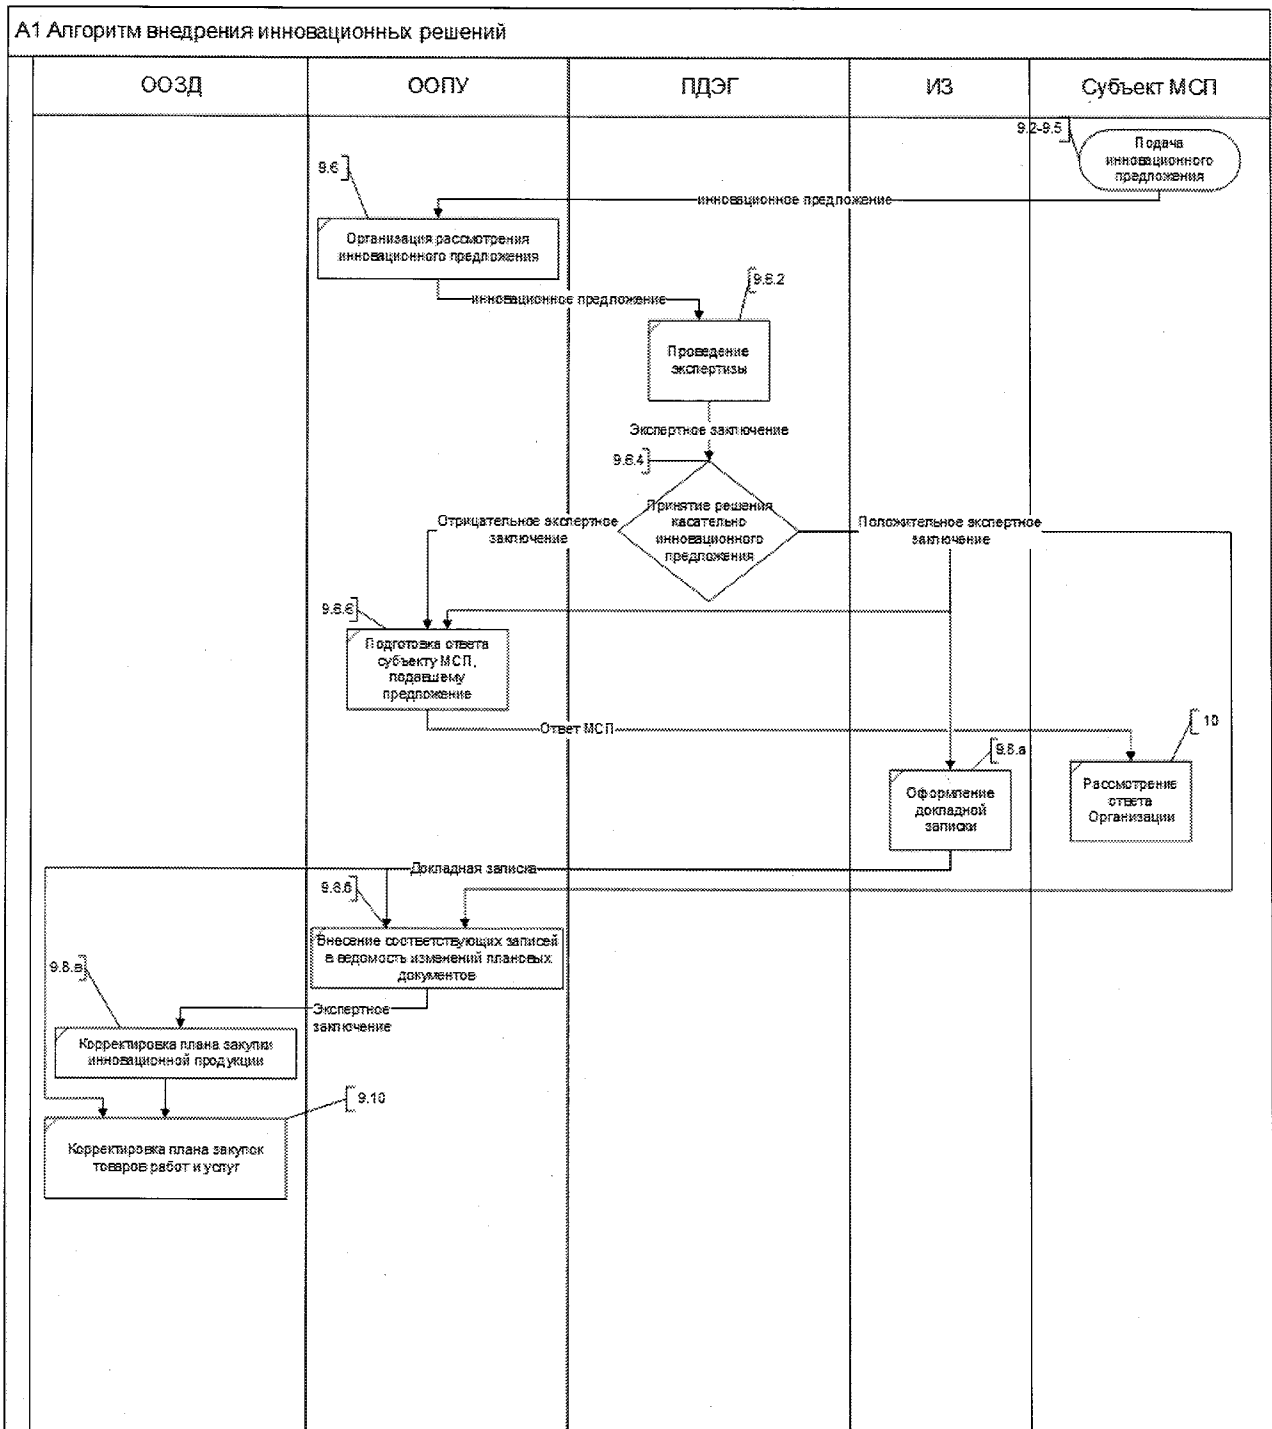 А1 Алгоритм внедрения инновационных решений
ООЗД
ООПУ
ПДЭГ
ИЗ
Субъект МСП
9.2-9.5
Подача
инновационного
предложения
9.6
инновационное предложение
Организация рассмотрения
инновационного предложения
инновационное предложение
9.6.2
Проведение
экспертизы
Экспертное заключение
9.6.4
Принятие решения
касательно
инновационного
предложения
Отрицательное экспертное
заключение
Положительное экспертное
заключение
9.6.6
Подготовка ответа
субъекту МСП,
подавшему
предложение
Ответ МСП
10
9.8.а
Оформление
докладной
записки
Рассмотрение
ответа
Организации
Докладная записка
9.8.б
Внесение соответствующих записей
в ведомость изменений плановых
документов
9.8.в
Экспертное
заключение
Корректировка плана закупки
инновационной продукции
9.10
Корректировка плана закупок
товаров работ и услуг